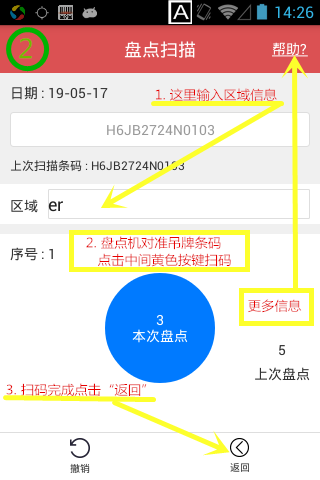 A
14:26
2
盘点扫描
帮助?
日期 : 19-05-17
1. 这里输入区域信息
H6JB2724N0103
上次扫描条码 : H6JB2724N0103
区域
er
序号 : 1
2. 盘点机对准吊牌条码
点击中间黄色按键扫码
3
本次盘点
更多信息
5
上次盘点
3. 扫码完成点击“返回”
撤销
返回